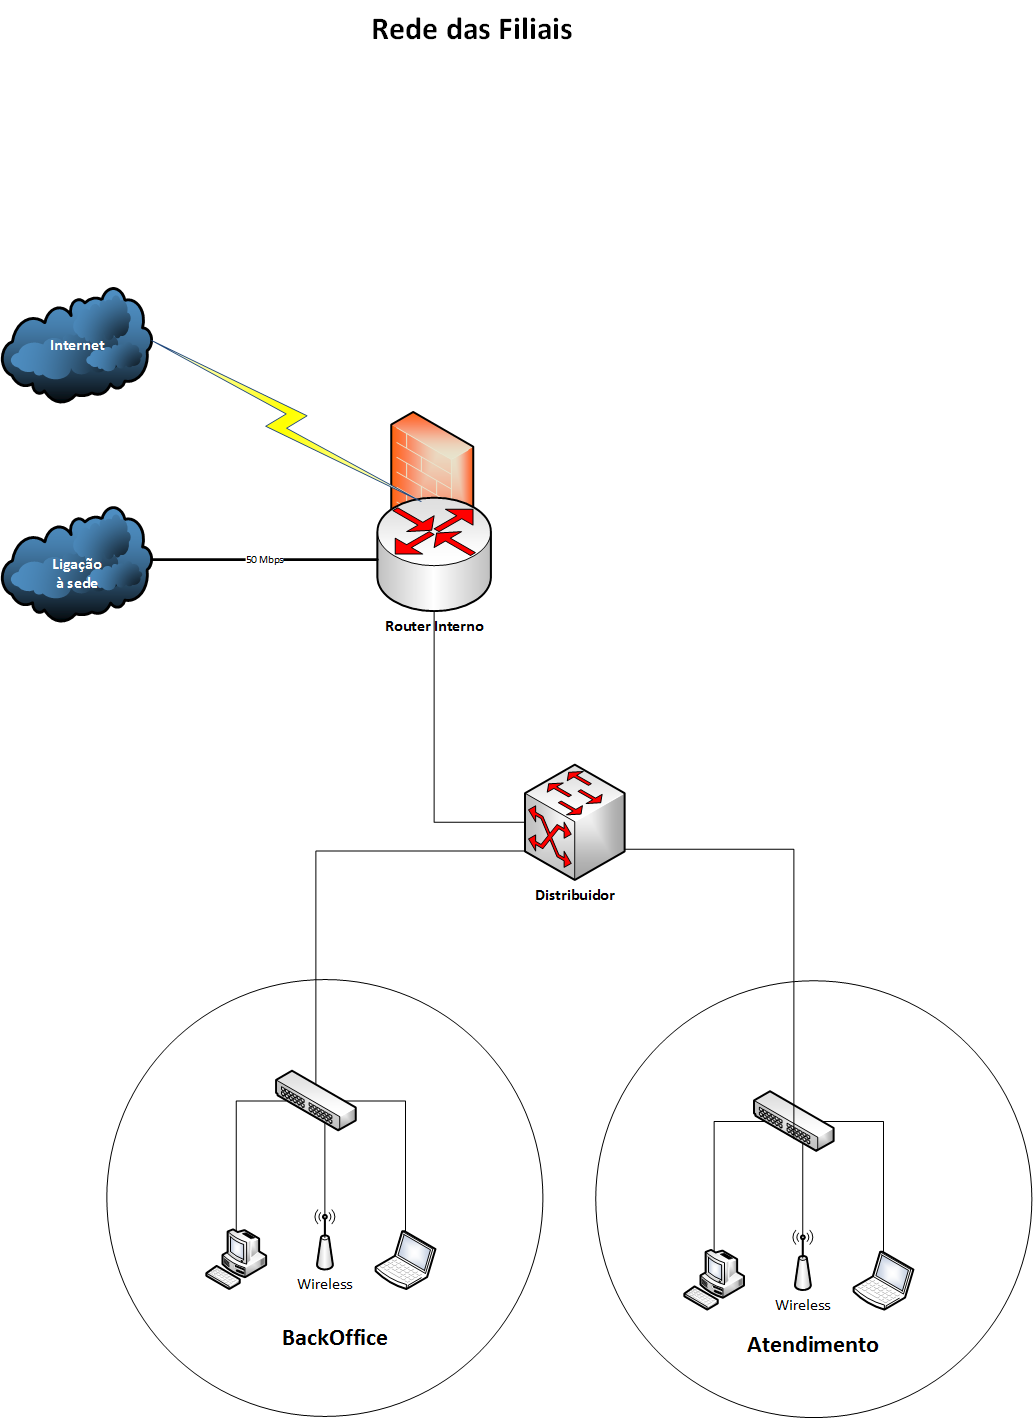 Rede das Filiais
Internet
Ligação
à sede
50 Mbps
Router Interno
Distribuidor
Wireless
BackOffice
Wireless
Atendimento